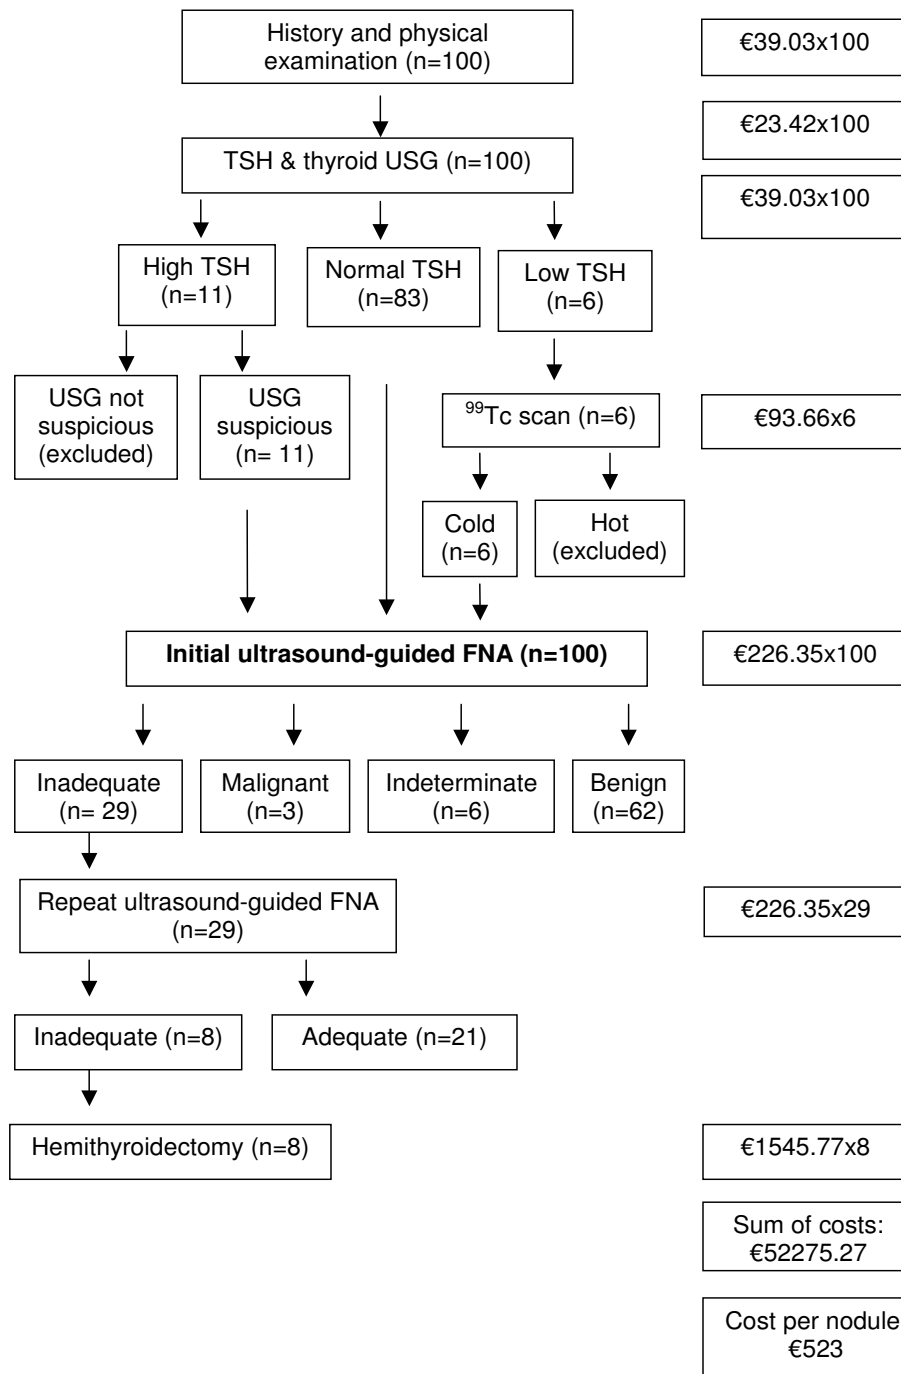 History and physical
examination (n=100)
€39.03x100
€23.42x100
TSH & thyroid USG (n=100)
€39.03x100
High TSH
(n=11)
Normal TSH
(n=83)
Low TSH
(n=6)
USG not
suspicious
(excluded)
USG
suspicious
(n= 11)
⁹⁹Tc scan (n=6)
€93.66x6
Cold
(n=6)
Hot
(excluded)
Initial ultrasound-guided FNA (n=100)
€226.35x100
Inadequate
(n= 29)
Malignant
(n=3)
Indeterminate
(n=6)
Benign
(n=62)
Repeat ultrasound-guided FNA
(n=29)
€226.35x29
Inadequate (n=8)
Adequate (n=21)
Hemithyroidectomy (n=8)
€1545.77x8
Sum of costs:
€52275.27
Cost per nodule
€523